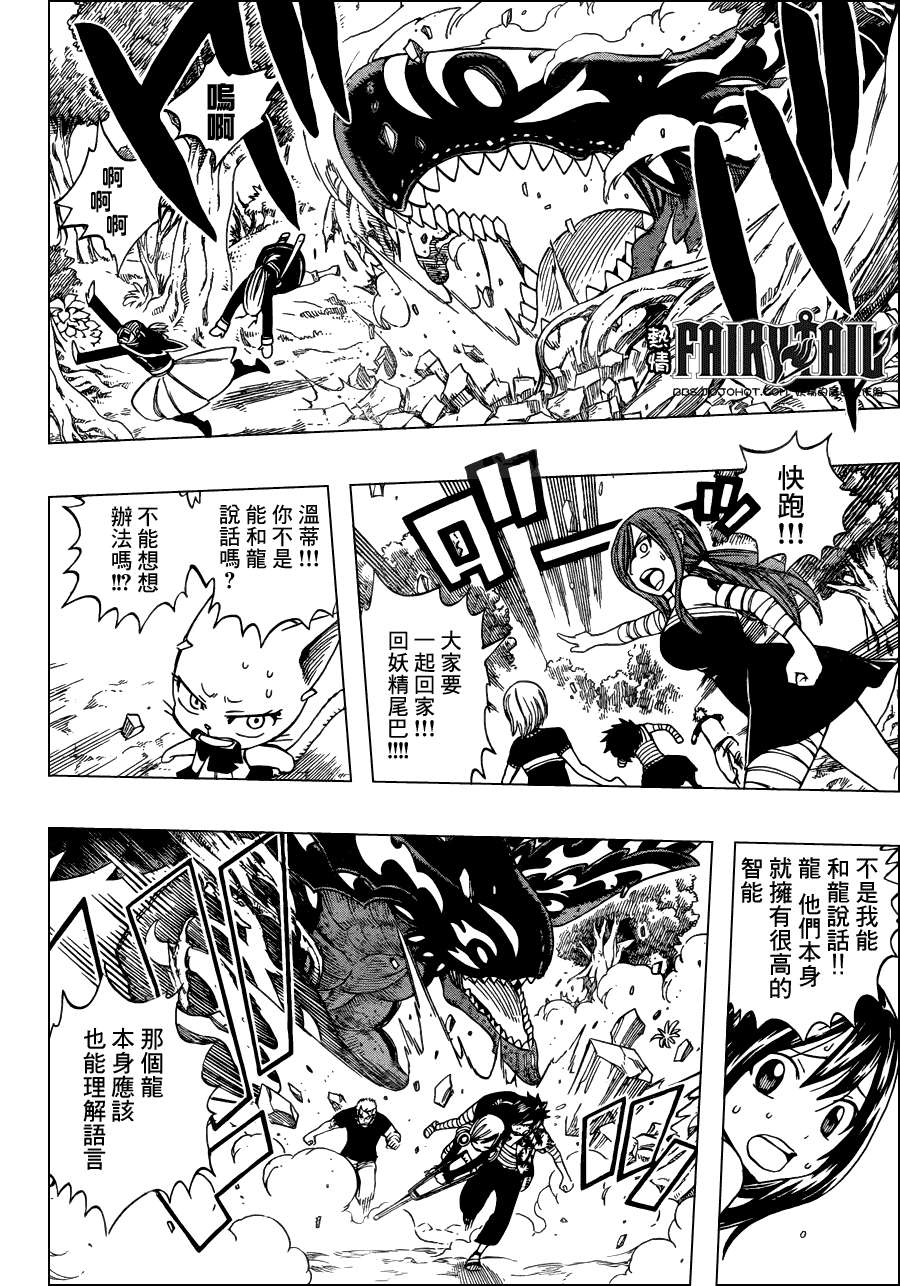 嗚啊
啊
啊
啊
熱情
FAIRY TAIL
快跑!!!
大家要
一起回家!!!
回妖精尾巴!!!!
溫蒂!!!
你不是
能和龍
說話嗎?
不能想想
辦法嗎!!?
不是我能
和龍說話!!
龍 他們本身
就擁有很高的
智能
那個龍
本身應該
也能理解語言